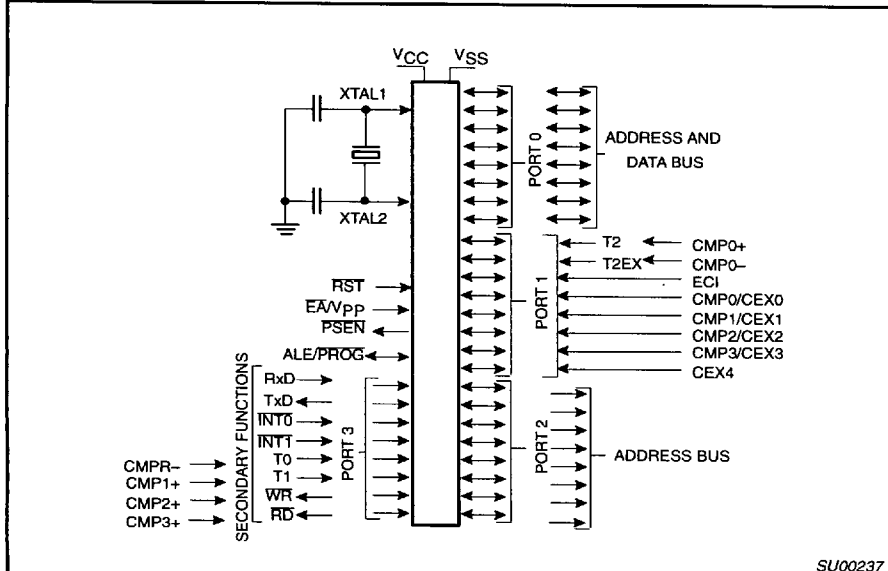 VCC VSS
XTAL1
XTAL2
PORT 0
ADDRESS AND
DATA BUS
T2 CMP0+
T2EX CMP0–
ECI
CMP0/CEX0
CMP1/CEX1
CMP2/CEX2
CMP3/CEX3
CEX4
PORT 1
RST
EA/VPP
PSEN
ALE/PROG
SECONDARY FUNCTIONS
RxD
TxD
INT0
INT1
T0
T1
WR
RD
PORT 3
CMPR–
CMP1+
CMP2+
CMP3+
PORT 2
ADDRESS BUS
SU00237